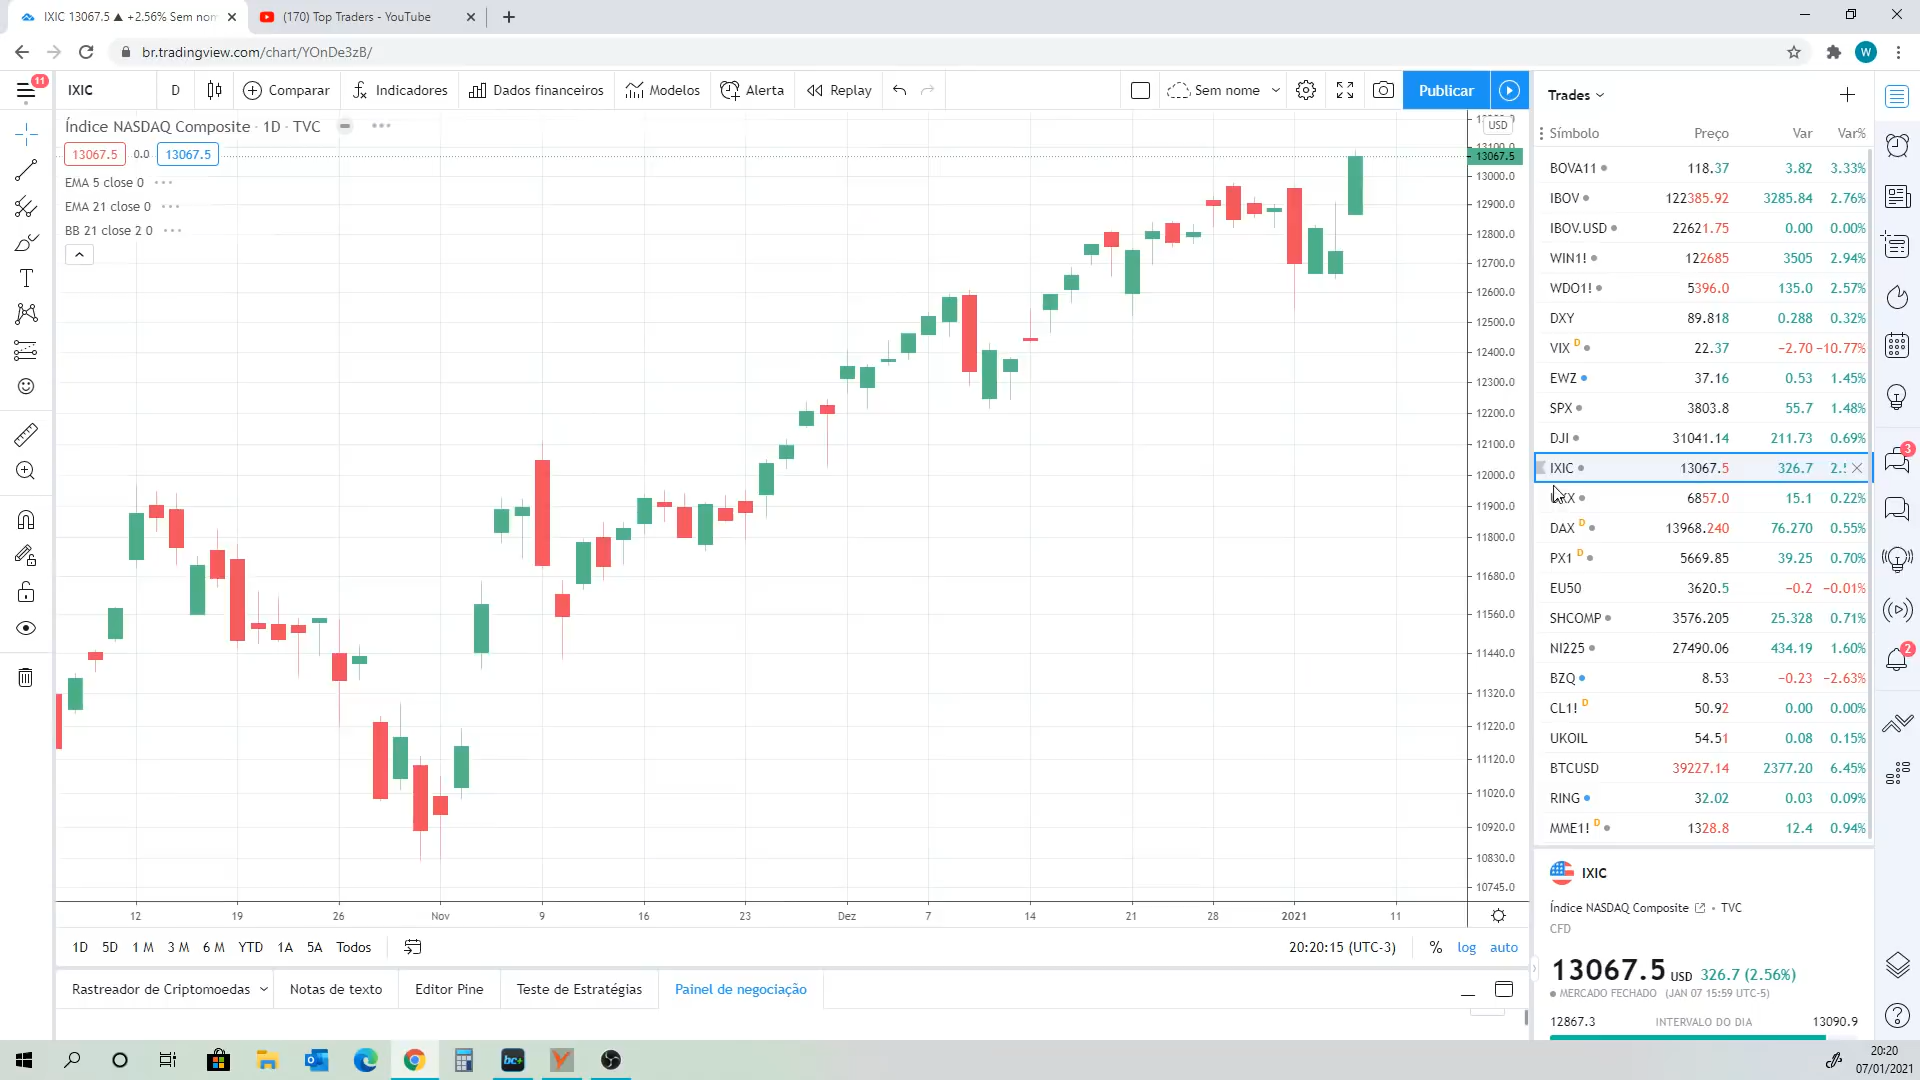 IXIC 13067.5 ▲ +2.56% Sem nom
(170) Top Traders - YouTube
br.tradingview.com/chart/YOnDe3zB/
W
11
IXIC
D
Comparar
Indicadores
Dados financeiros
Modelos
Alerta
Replay
Sem nome
Publicar
Índice NASDAQ Composite · 1D · TVC
13067.5 0.0 13067.5
EMA 5 close 0
EMA 21 close 0
BB 21 close 2 0
USD
13100.0
13067.5
13000.0
12900.0
12800.0
12700.0
12600.0
12500.0
12400.0
12300.0
12200.0
12100.0
12000.0
11900.0
11800.0
11680.0
11560.0
11440.0
11320.0
11220.0
11120.0
11020.0
10920.0
10830.0
10745.0
12 19 26 Nov 9 16 23 Dez 7 14 21 28 2021 11
1D 5D 1 M 3 M 6 M YTD 1A 5A Todos
20:20:15 (UTC-3) % log auto
Rastreador de Criptomoedas
Notas de texto
Editor Pine
Teste de Estratégias
Painel de negociação
Trades
Símbolo Preço Var Var%
BOVA11 118.37 3.82 3.33%
IBOV 122385.92 3285.84 2.76%
IBOV.USD 22621.75 0.00 0.00%
WIN1! 122685 3505 2.94%
WDO1! 5396.0 135.0 2.57%
DXY 89.818 0.288 0.32%
VIX D 22.37 −2.70 −10.77%
EWZ 37.16 0.53 1.45%
SPX 3803.8 55.7 1.48%
DJI 31041.14 211.73 0.69%
IXIC 13067.5 326.7 2.
6857.0 15.1 0.22%
DAX D 13968.240 76.270 0.55%
PX1 D 5669.85 39.25 0.70%
EU50 3620.5 −0.2 −0.01%
SHCOMP 3576.205 25.328 0.71%
NI225 27490.06 434.19 1.60%
BZQ 8.53 −0.23 −2.63%
CL1! D 50.92 0.00 0.00%
UKOIL 54.51 0.08 0.15%
BTCUSD 39227.14 2377.20 6.45%
RING 32.02 0.03 0.09%
MME1! D 1328.8 12.4 0.94%
IXIC
Índice NASDAQ Composite · TVC
CFD
13067.5 USD 326.7 (2.56%)
MERCADO FECHADO (JAN 07 15:59 UTC-5)
12867.3 INTERVALO DO DIA 13090.9
3
2
bc+
20:20
07/01/2021